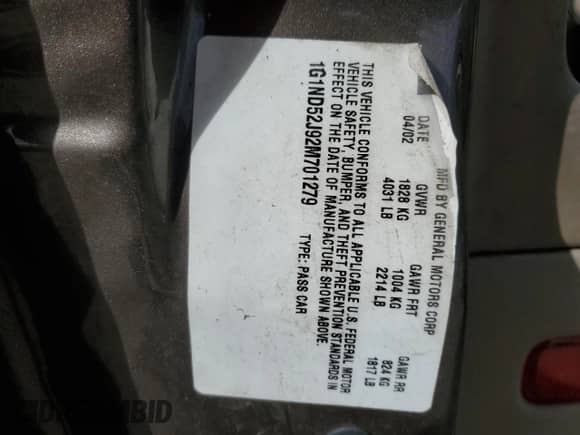 MFD BY GENERAL MOTORS CORP
DATE GVWR GAWR FRT GAWR RR
04/02 1828 KG 1004 KG 824 KG
4031 LB 2214 LB 1817 LB
THIS VEHICLE CONFORMS TO ALL APPLICABLE U.S. FEDERAL MOTOR
VEHICLE SAFETY, BUMPER, AND THEFT PREVENTION STANDARDS IN
EFFECT ON THE DATE OF MANUFACTURE SHOWN ABOVE.
1G1ND52J92M701279 TYPE: PASS CAR